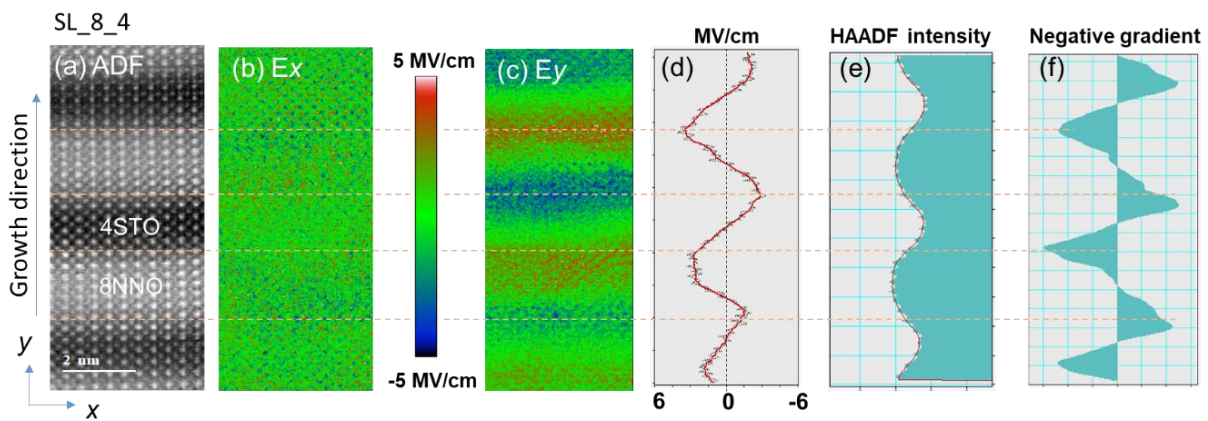 SL_8_4
(a) ADF
(b) Ex
5 MV/cm
-5 MV/cm
(c) Ey
MV/cm
(d)
HAADF intensity
(e)
Negative gradient
(f)
Growth direction
4STO
8NNO
2 nm
y
x
6 0 -6